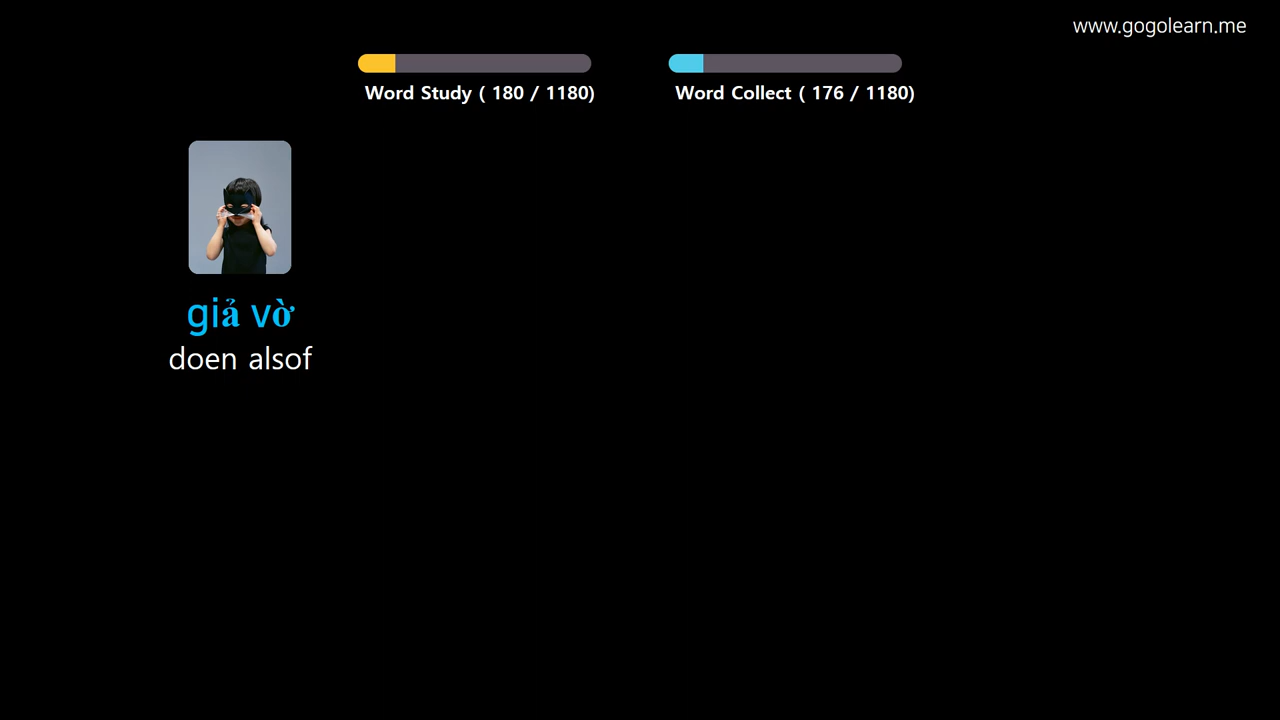 www.gogolearn.me
Word Study ( 180 / 1180)
Word Collect ( 176 / 1180)
giả vờ
doen alsof